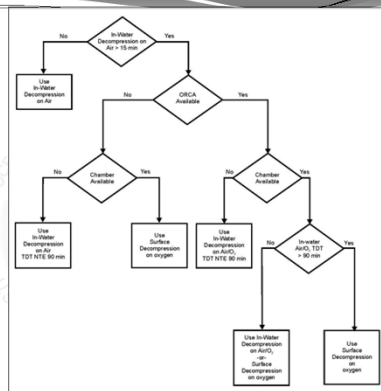 In-Water
Decompression on
Air > 15 min
No
Yes
Use
In-Water
Decompression
on Air
ORCA
Available
No
Yes
Chamber
Available
No
Yes
Chamber
Available
No
Yes
Use
In-Water
Decompression
on Air
TDT NTE 90 min
Use
Surface
Decompression
on oxygen
Use
In-Water
Decompression
on Air/O₂
TDT NTE 90 min
In-water
Air/O₂ TDT
> 90 min
No
Yes
Use In-Water
Decompression
on Air/O₂
-or-
Surface
Decompression
on oxygen
Use
Surface
Decompression
on oxygen